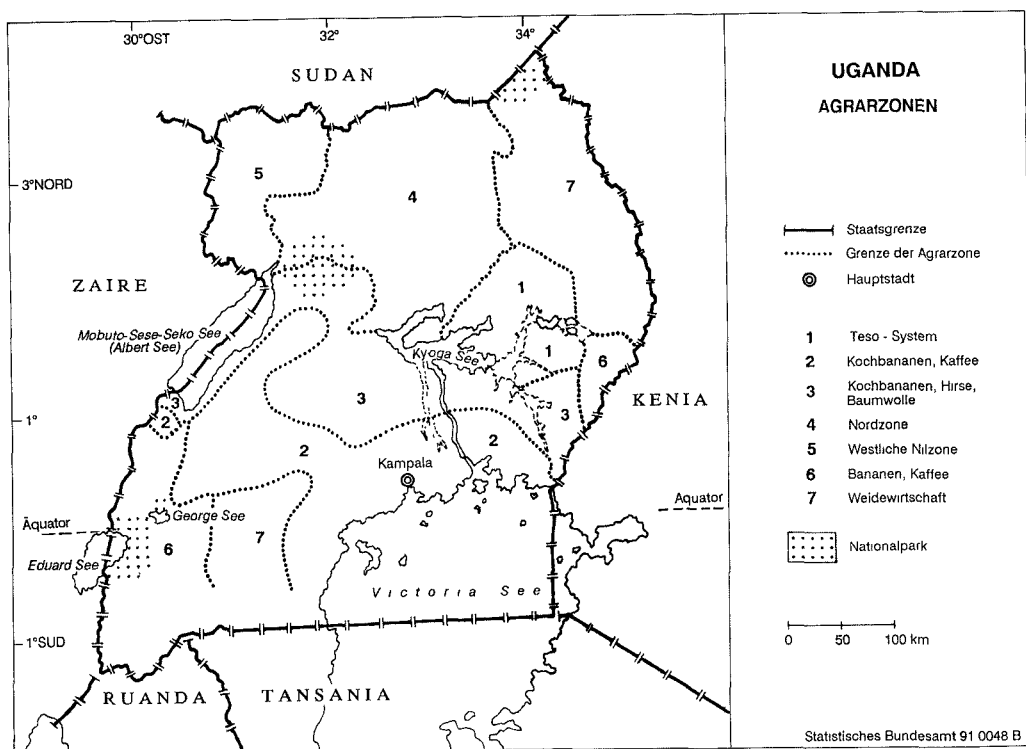 30°OST
32°
34°
SUDAN
UGANDA
AGRARZONEN
3°NORD
5
4
7
Staatsgrenze
Grenze der Agrarzone
Hauptstadt
ZAIRE
1
Mobuto-Sese-Seko See
(Albert See)
Kyoga See
1
6
1 Teso - System
2 Kochbananen, Kaffee
3 Kochbananen, Hirse,
Baumwolle
4 Nordzone
5 Westliche Nilzone
6 Bananen, Kaffee
7 Weidewirtschaft
3
2
3
3
KENIA
1°
2
2
Kampala
Äquator
George See
Aquator
6
7
Eduard See
Nationalpark
Victoria See
0 50 100 km
1°SUD
RUANDA
TANSANIA
Statistisches Bundesamt 91 0048 B